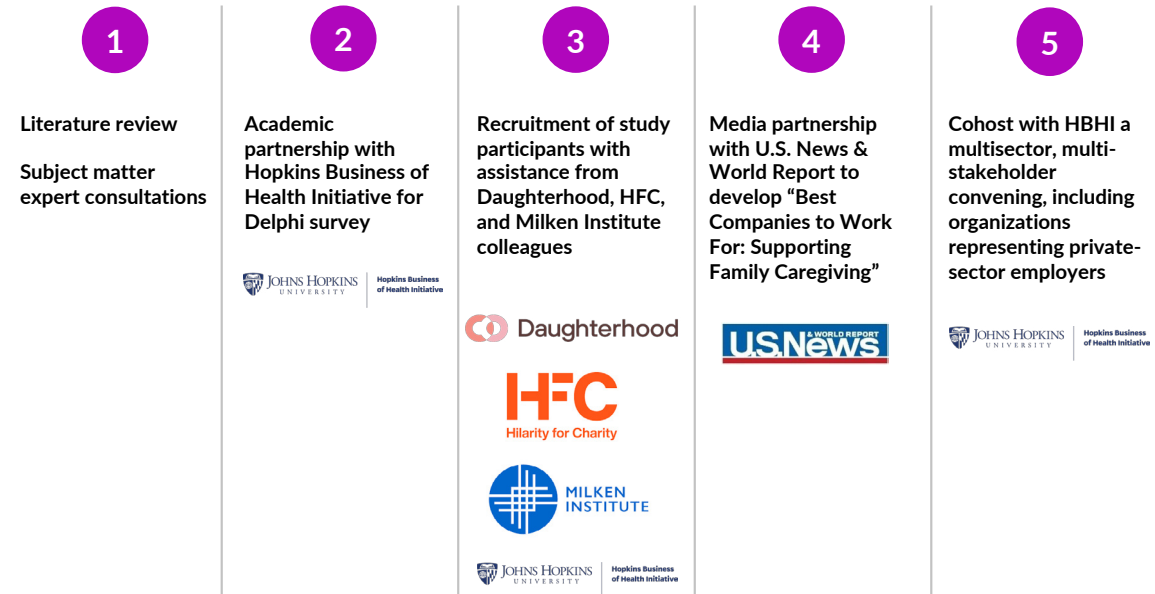 1
Literature review
Subject matter
expert consultations
2
Academic
partnership with
Hopkins Business of
Health Initiative for
Delphi survey
JOHNS HOPKINS
UNIVERSITY
Hopkins Business
of Health Initiative
3
Recruitment of study
participants with
assistance from
Daughterhood, HFC,
and Milken Institute
colleagues
Daughterhood
HFC
Hilarity for Charity
MILKEN
INSTITUTE
JOHNS HOPKINS
UNIVERSITY
Hopkins Business
of Health Initiative
4
Media partnership
with U.S. News &
World Report to
develop “Best
Companies to Work
For: Supporting
Family Caregiving”
U.S.News
& WORLD REPORT
5
Cohost with HBHI a
multisector, multi-
stakeholder
convening, including
organizations
representing private-
sector employers
JOHNS HOPKINS
UNIVERSITY
Hopkins Business
of Health Initiative